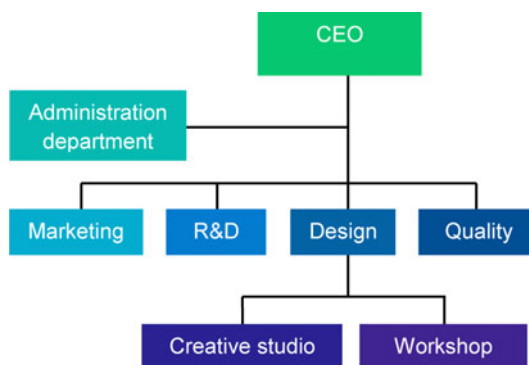 CEO
Administration
department
Marketing
R&D
Design
Quality
Creative studio
Workshop